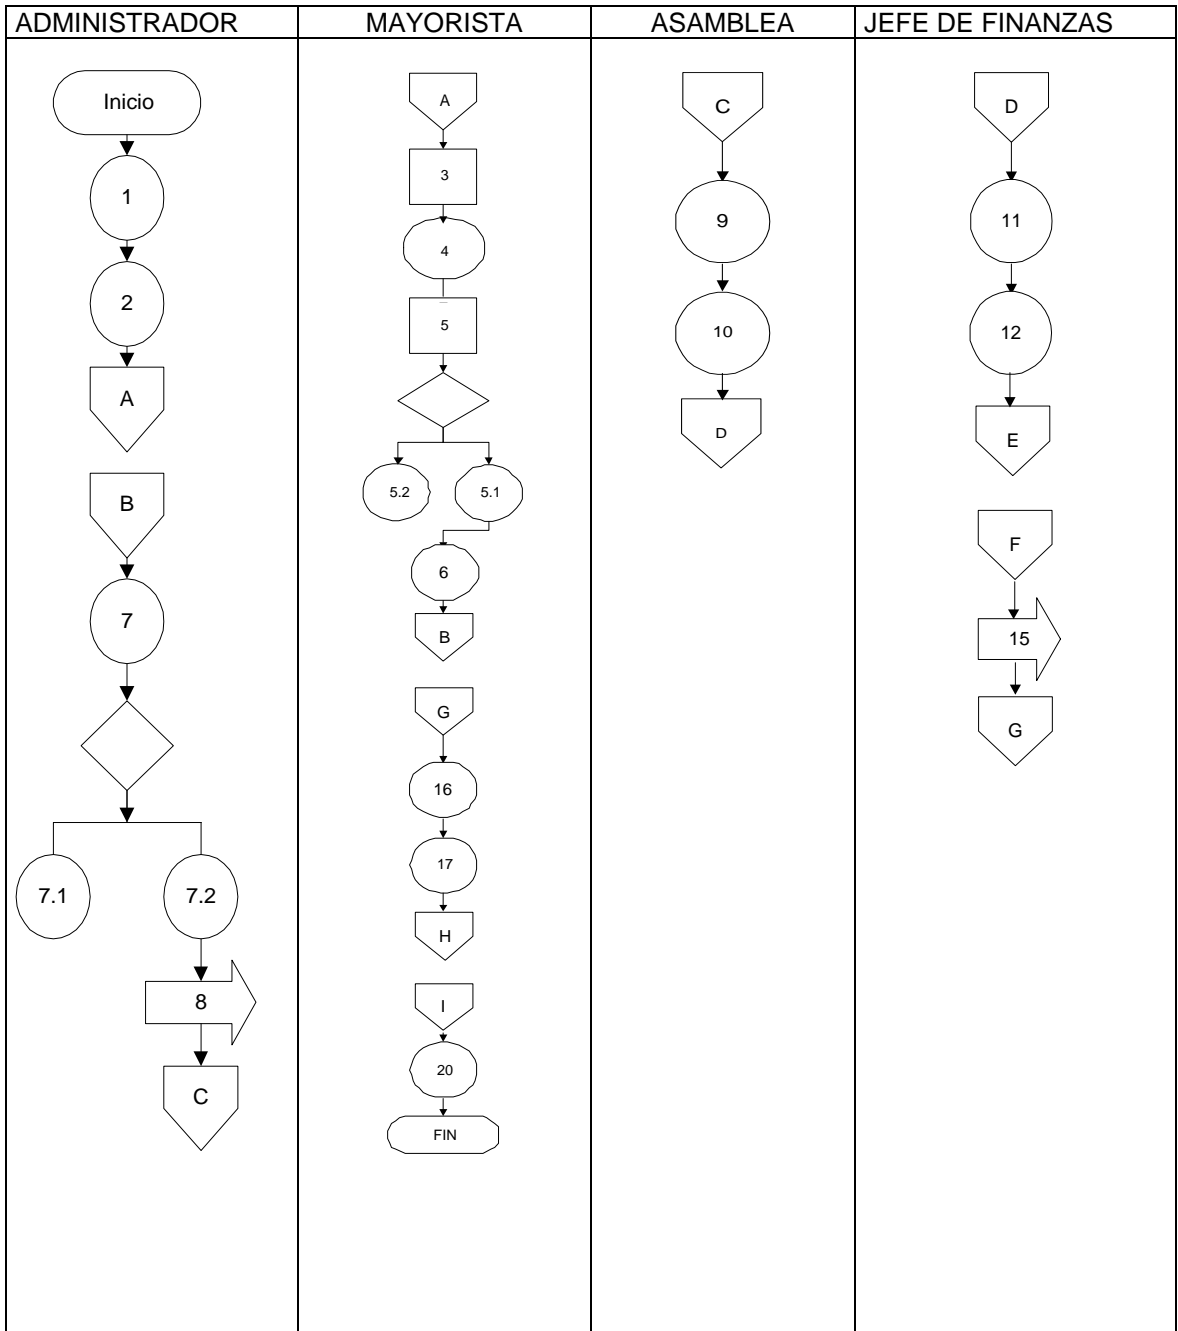 ADMINISTRADOR
MAYORISTA
ASAMBLEA
JEFE DE FINANZAS
Inicio
1
2
A
B
7
7.1
7.2
8
C
A
3
4
5
5.2
5.1
6
B
G
16
17
H
I
20
FIN
C
9
10
D
D
11
12
E
F
15
G